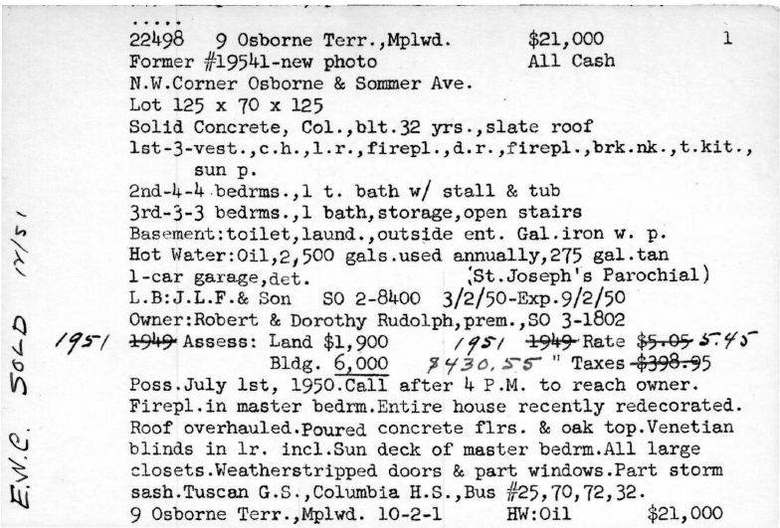 .....
22498 9 Osborne Terr.,Mplwd. $21,000 1
Former #19541-new photo All Cash
N.W.Corner Osborne & Sommer Ave.
Lot 125 x 70 x 125
Solid Concrete, Col.,blt.32 yrs.,slate roof
1st-3-vest.,c.h.,l.r.,firepl.,d.r.,firepl.,brk.nk.,t.kit.,
sun p.
2nd-4-4 bedrms.,1 t. bath w/ stall & tub
3rd-3-3 bedrms.,1 bath,storage,open stairs
Basement:toilet,laund.,outside ent. Gal.iron w. p.
Hot Water:Oil,2,500 gals.used annually,275 gal.tan
1-car garage,det. (St.Joseph's Parochial)
L.B:J.L.F.& Son SO 2-8400 3/2/50-Exp.9/2/50
Owner:Robert & Dorothy Rudolph,prem.,SO 3-1802
1951 1949 Assess: Land $1,900 1951 1949 Rate $5.05 5.45
Bldg. 6,000 $430.55 " Taxes $398.95
Poss.July 1st, 1950.Call after 4 P.M. to reach owner.
Firepl.in master bedrm.Entire house recently redecorated.
Roof overhauled.Poured concrete flrs. & oak top.Venetian
blinds in lr. incl.Sun deck of master bedrm.All large
closets.Weatherstripped doors & part windows.Part storm
sash.Tuscan G.S.,Columbia H.S.,Bus #25,70,72,32.
9 Osborne Terr.,Mplwd. 10-2-1 HW:Oil $21,000
E.W.C. SOLD 12/51